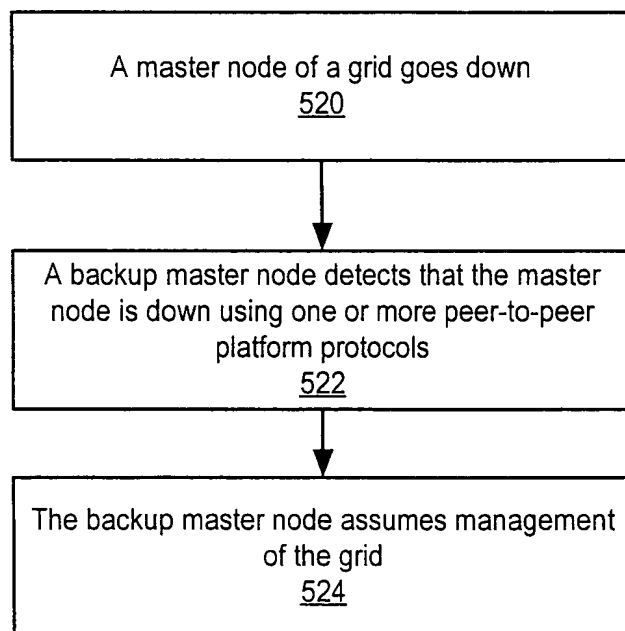 A master node of a grid goes down
520
A backup master node detects that the master
node is down using one or more peer-to-peer
platform protocols
522
The backup master node assumes management
of the grid
524